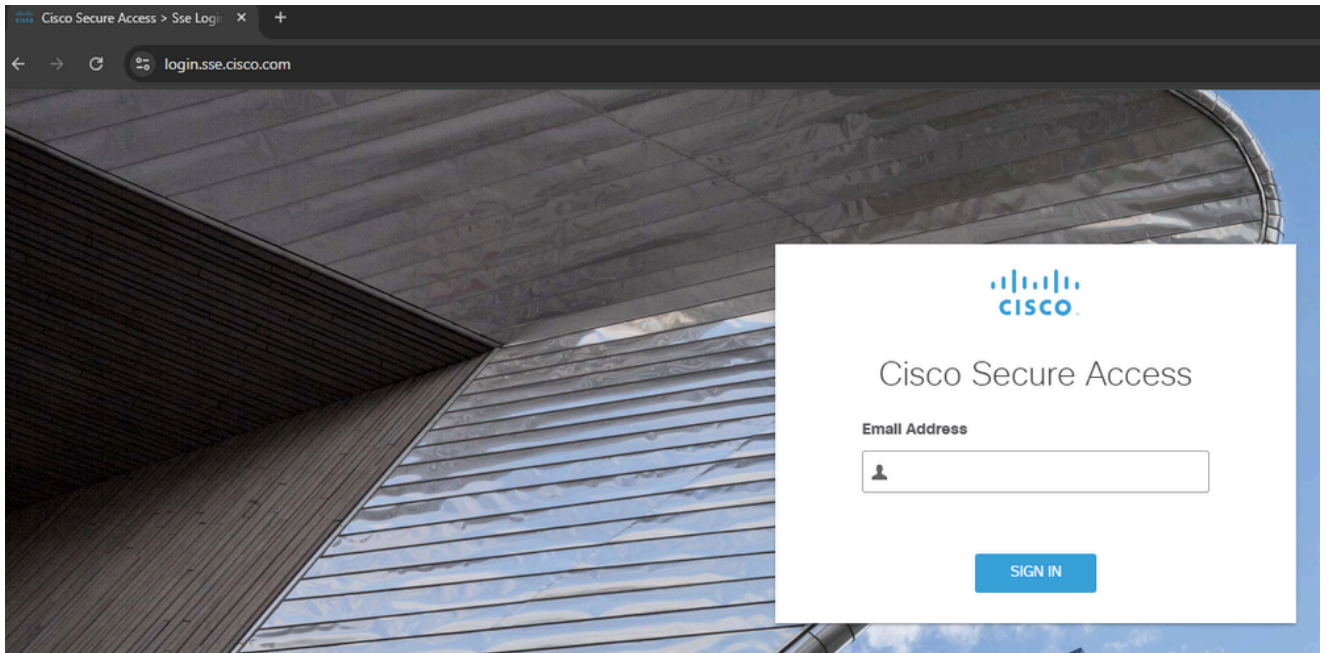 Cisco Secure Access > Sse Logi
login.sse.cisco.com
CISCO
Cisco Secure Access
Email Address
SIGN IN